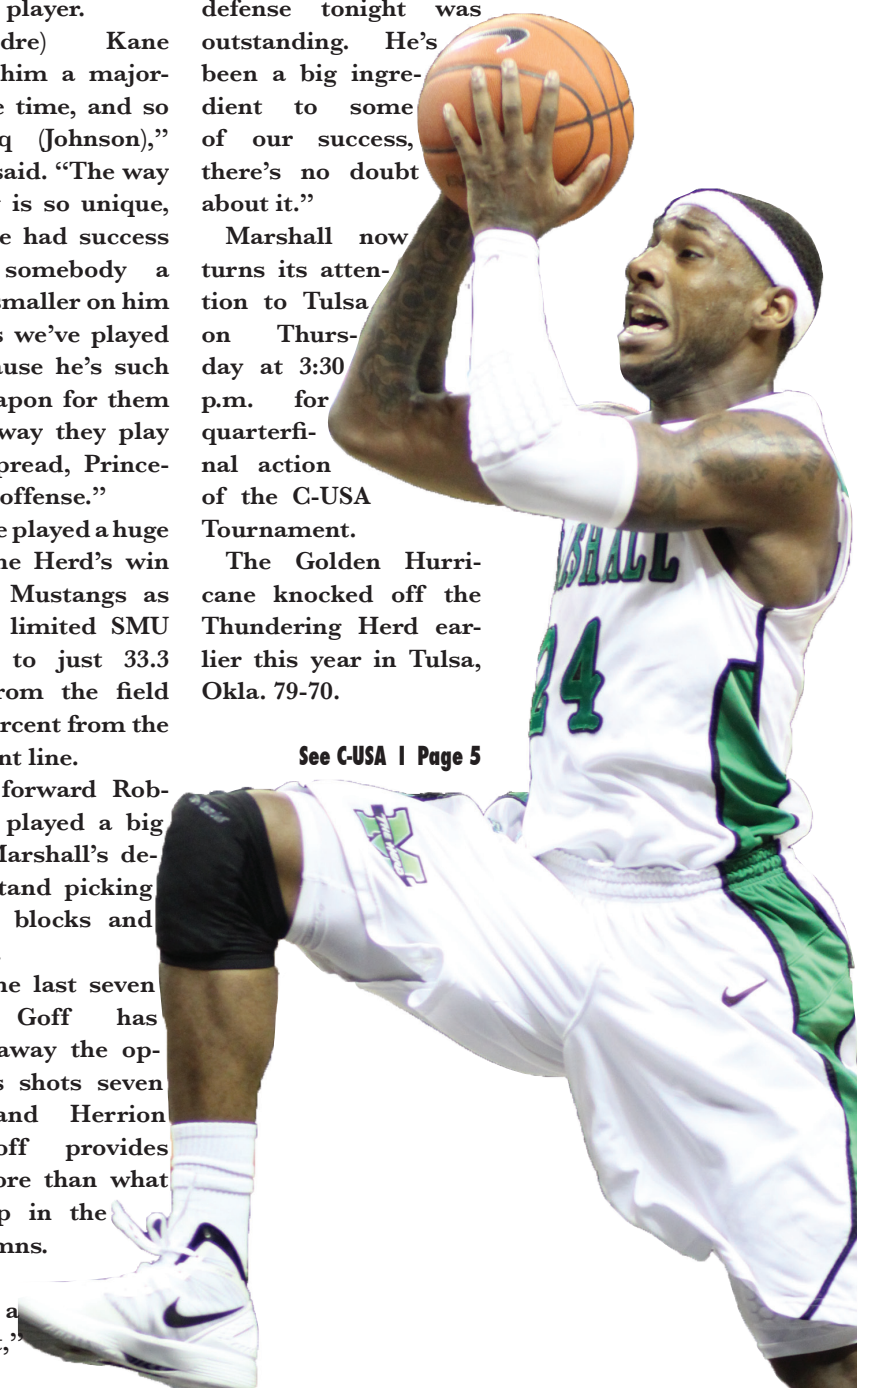 player.
dre) Kane
him a major-
e time, and so
q (Johnson),”
said. “The way
is so unique,
e had success
somebody a
smaller on him
s we’ve played
ause he’s such
apon for them
way they play
pread, Prince-
offense.”
e played a huge
ne Herd’s win
Mustangs as
limited SMU
to just 33.3
rom the field
rcent from the
nt line.
forward Rob-
played a big
Marshall’s de-
tand picking
blocks and
he last seven
Goff has
away the op-
s shots seven
and Herrion
off provides
ore than what
p in the
mns.
a
,”
defense tonight was
outstanding. He’s
been a big ingre-
dient to some
of our success,
there’s no doubt
about it.”
Marshall now
turns its atten-
tion to Tulsa
on Thurs-
day at 3:30
p.m. for
quarterfi-
nal action
of the C-USA
Tournament.
The Golden Hurri-
cane knocked off the
Thundering Herd ear-
lier this year in Tulsa,
Okla. 79-70.
See C-USA I Page 5
SHALL
24